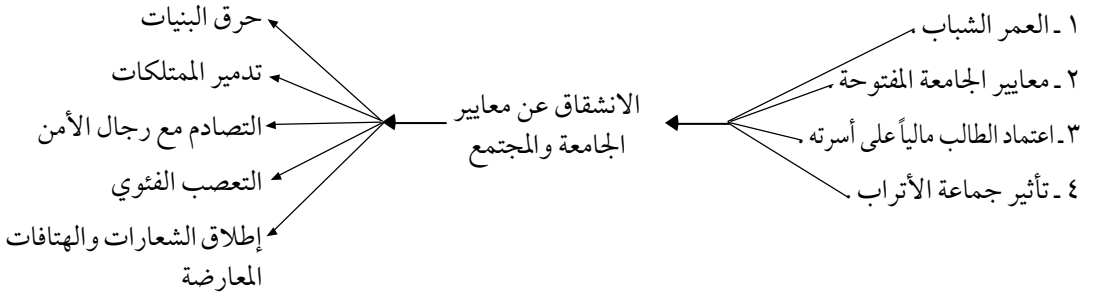 ١ ـ العمر الشباب .
٢ ـ معايير الجامعة المفتوحة .
٣ ـ اعتماد الطالب مالياً على أسرته .
٤ ـ تأثير جماعة الأتراب .
الانشقاق عن معايير
الجامعة والمجتمع
حرق البنيات
تدمير الممتلكات
التصادم مع رجال الأمن
التعصب الفئوي
إطلاق الشعارات والهتافات
المعارضة